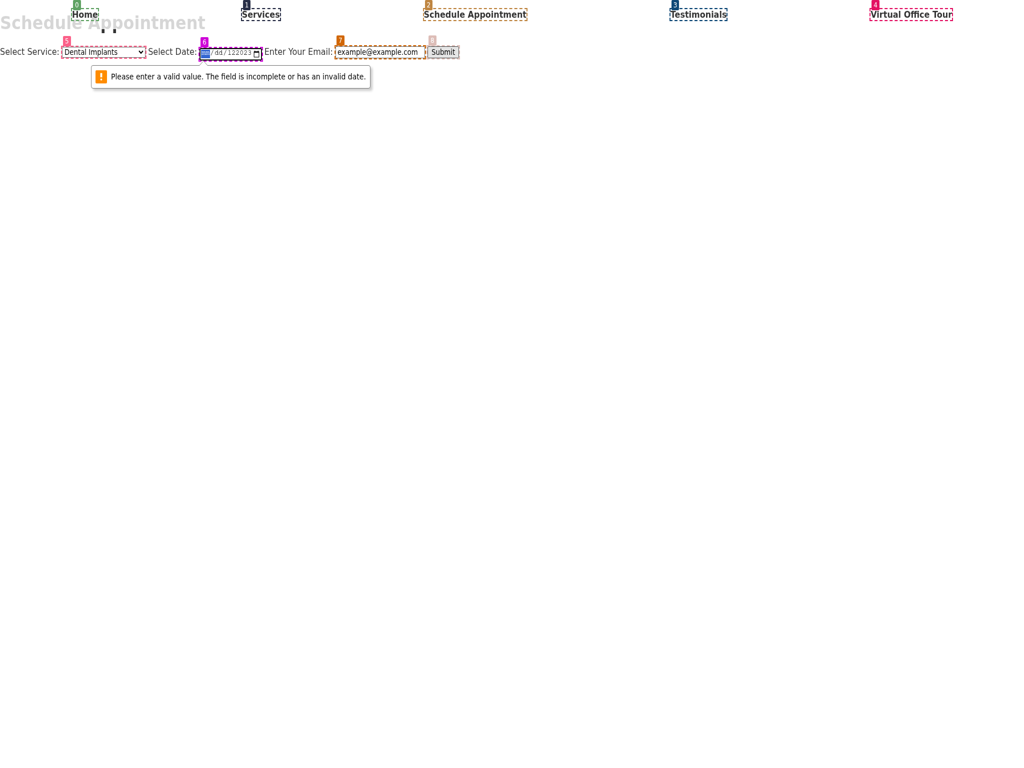 0 1 2 3 4
Home Services Schedule Appointment Testimonials Virtual Office Tour
Schedule Appointment
5 6 7 8
Select Service: Dental Implants Select Date: /dd/122023 Enter Your Email: example@example.com Submit
! Please enter a valid value. The field is incomplete or has an invalid date.